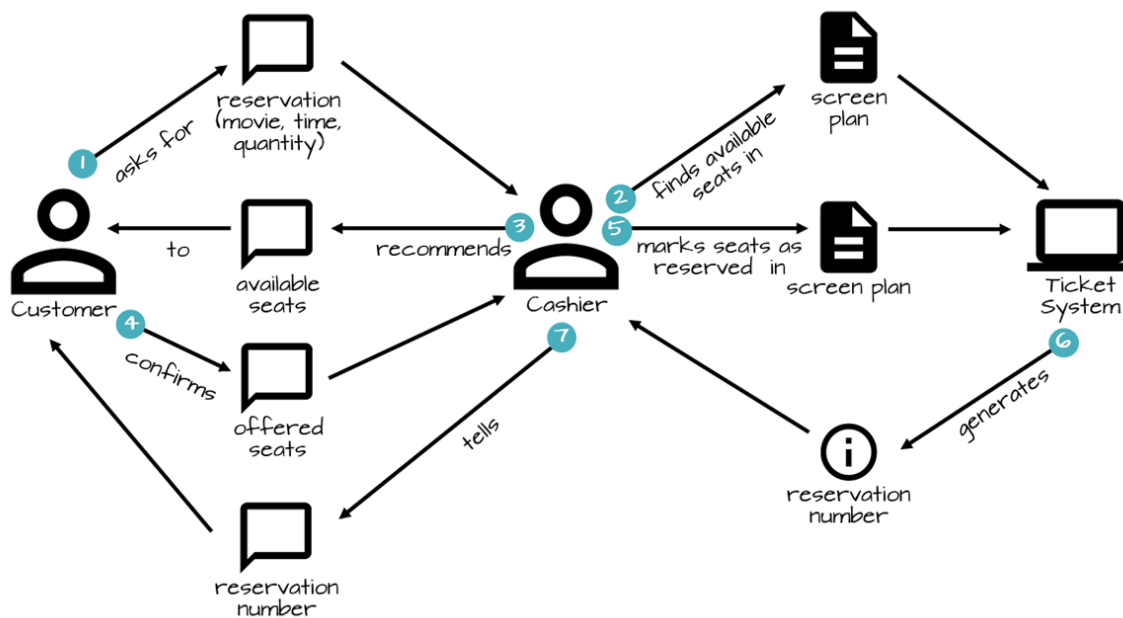 1
asks for
reservation
(movie, time,
quantity)
screen
plan
2
finds available
seats in
3
recommends
to
available
seats
5
marks seats as
reserved in
screen plan
Customer
Cashier
Ticket
System
4
confirms
offered
seats
7
tells
6
generates
reservation
number
reservation
number